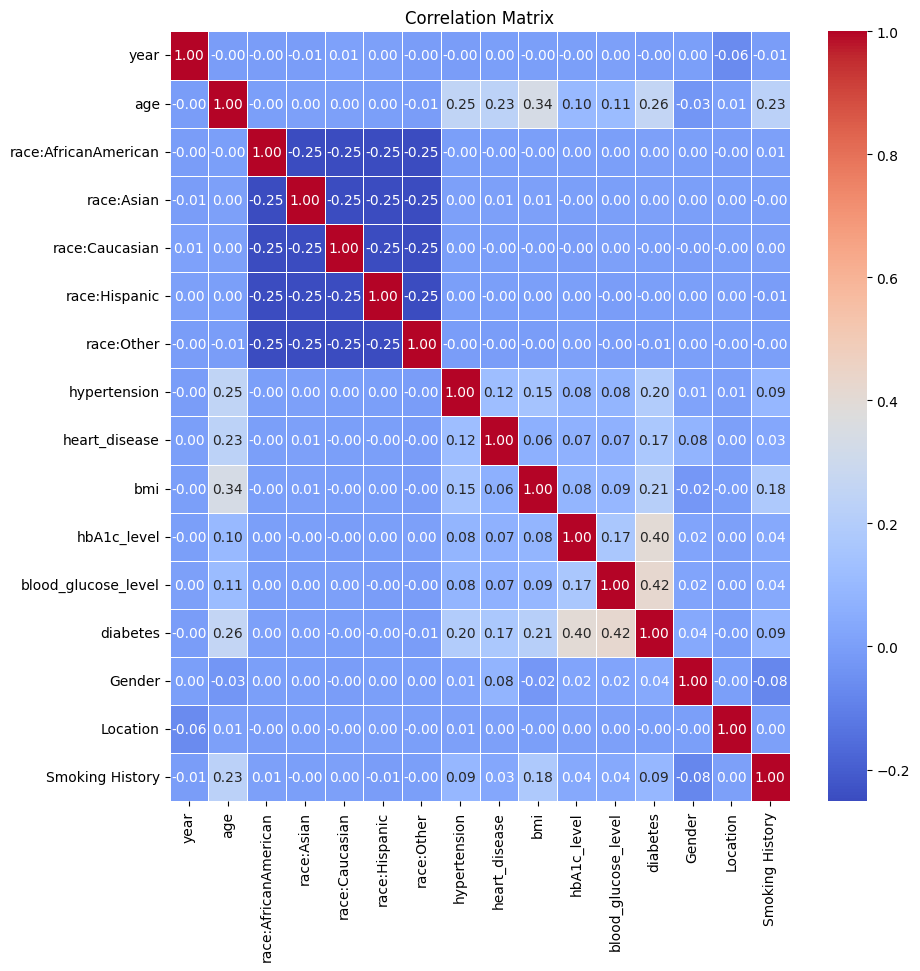 Correlation Matrix
year 1.00 -0.00 -0.00 -0.01 0.01 0.00 -0.00 -0.00 0.00 -0.00 -0.00 0.00 -0.00 0.00 -0.06 -0.01
age -0.00 1.00 -0.00 0.00 0.00 0.00 -0.01 0.25 0.23 0.34 0.10 0.11 0.26 -0.03 0.01 0.23
race:AfricanAmerican -0.00 -0.00 1.00 -0.25 -0.25 -0.25 -0.25 -0.00 -0.00 -0.00 0.00 0.00 0.00 0.00 -0.00 0.01
race:Asian -0.01 0.00 -0.25 1.00 -0.25 -0.25 -0.25 0.00 0.01 0.01 -0.00 0.00 0.00 0.00 0.00 -0.00
race:Caucasian 0.01 0.00 -0.25 -0.25 1.00 -0.25 -0.25 0.00 -0.00 -0.00 -0.00 0.00 -0.00 -0.00 -0.00 0.00
race:Hispanic 0.00 0.00 -0.25 -0.25 -0.25 1.00 -0.25 0.00 -0.00 0.00 0.00 -0.00 -0.00 0.00 0.00 -0.01
race:Other -0.00 -0.01 -0.25 -0.25 -0.25 -0.25 1.00 -0.00 -0.00 -0.00 0.00 -0.00 -0.01 -0.00 -0.00 -0.00
hypertension -0.00 0.25 -0.00 0.00 0.00 0.00 -0.00 1.00 0.12 0.15 0.08 0.08 0.20 0.01 0.01 0.09
heart_disease 0.00 0.23 -0.00 0.01 -0.00 -0.00 -0.00 0.12 1.00 0.06 0.07 0.07 0.17 0.08 0.00 0.03
bmi -0.00 0.34 -0.00 0.01 -0.00 0.00 -0.00 0.15 0.06 1.00 0.08 0.09 0.21 -0.02 -0.00 0.18
hbA1c_level -0.00 0.10 0.00 -0.00 -0.00 0.00 0.00 0.08 0.07 0.08 1.00 0.17 0.40 0.02 0.00 0.04
blood_glucose_level 0.00 0.11 0.00 0.00 0.00 -0.00 -0.00 0.08 0.07 0.09 0.17 1.00 0.42 0.02 -0.00 0.04
diabetes -0.00 0.26 0.00 0.00 -0.00 -0.00 -0.01 0.20 0.17 0.21 0.40 0.42 1.00 0.04 -0.00 0.09
Gender 0.00 -0.03 0.00 0.00 -0.00 0.00 -0.00 0.01 0.08 -0.02 0.02 0.02 0.04 1.00 -0.00 -0.08
Location -0.06 0.01 -0.00 0.00 -0.00 0.00 -0.00 0.01 0.00 -0.00 0.00 -0.00 -0.00 -0.00 1.00 0.00
Smoking History -0.01 0.23 0.01 -0.00 0.00 -0.01 -0.00 0.09 0.03 0.18 0.04 0.04 0.09 -0.08 0.00 1.00
year
age
race:AfricanAmerican
race:Asian
race:Caucasian
race:Hispanic
race:Other
hypertension
heart_disease
bmi
hbA1c_level
blood_glucose_level
diabetes
Gender
Location
Smoking History
1.0
0.8
0.6
0.4
0.2
0.0
−0.2